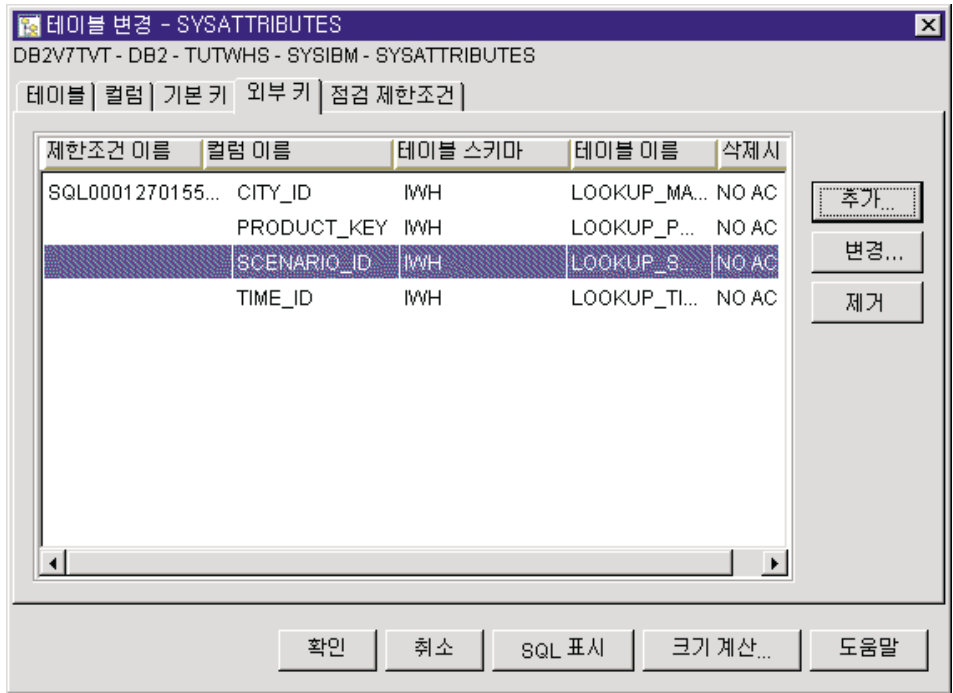 테이블 변경 - SYSATTRIBUTES
DB2V7TVT - DB2 - TUTWHS - SYSIBM - SYSATTRIBUTES
테이블 컬럼 기본 키 외부 키 점검 제한조건
제한조건 이름 컬럼 이름 테이블 스키마 테이블 이름 삭제시
SQL0001270155... CITY_ID IWH LOOKUP_MA... NO AC
PRODUCT_KEY IWH LOOKUP_P... NO AC
SCENARIO_ID IWH LOOKUP_S... NO AC
TIME_ID IWH LOOKUP_TI... NO AC
추가...
변경...
제거
확인 취소 SQL 표시 크기 계산... 도움말